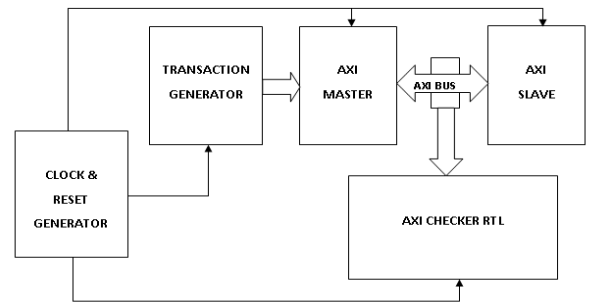 TRANSACTION
GENERATOR
AXI
MASTER
AXI BUS
AXI
SLAVE
CLOCK &
RESET
GENERATOR
AXI CHECKER RTL